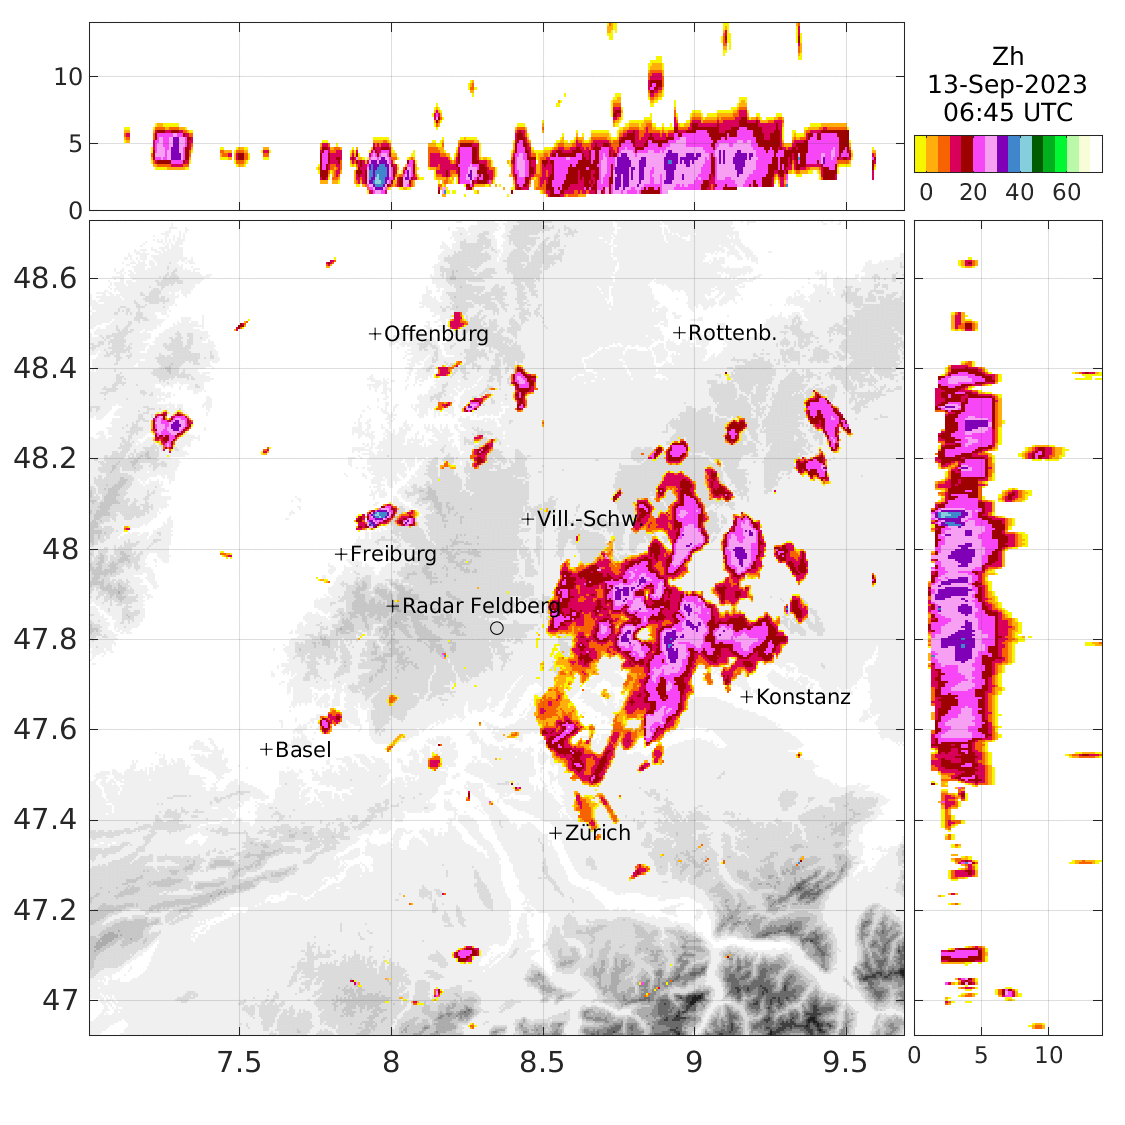 10
5
0
Zh
13-Sep-2023
06:45 UTC
0 20 40 60
48.6
48.4
48.2
48
47.8
47.6
47.4
47.2
47
+Offenburg
+Rottenb.
+Vill.-Schw.
+Freiburg
+Radar Feldberg
+Konstanz
+Basel
+Zürich
7.5 8 8.5 9 9.5
0 5 10